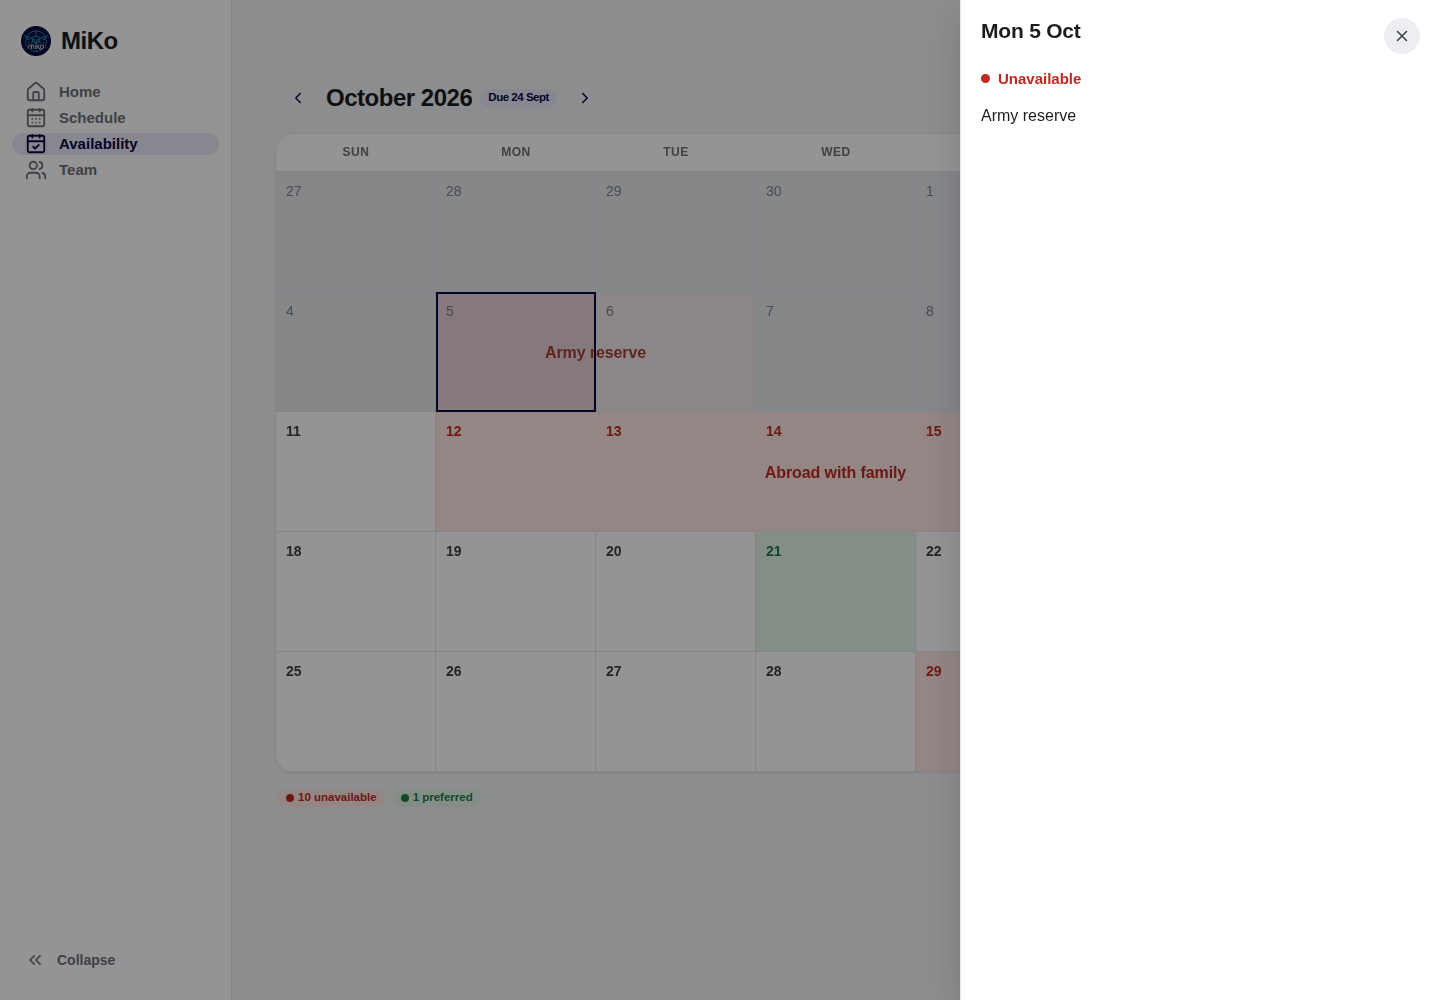 miko
MiKo
Home
Schedule
Availability
Team
Collapse
October 2026
Due 24 Sept
SUN MON TUE WED
27 28 29 30 1
4 5 6 7 8
Army reserve
11 12 13 14 15
Abroad with family
18 19 20 21 22
25 26 27 28 29
10 unavailable
1 preferred
Mon 5 Oct
Unavailable
Army reserve